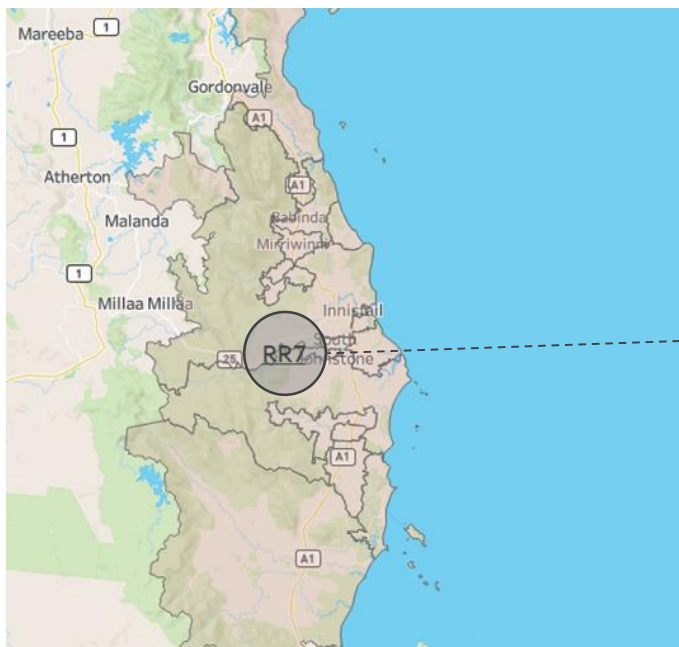 Mareeba
1
Gordonvale
A1
1
Atherton
A1
Babinda
Malanda
Mirriwinni
1
Millaa Millaa
Innisfail
South
Johnstone
25
RR7
A1
A1